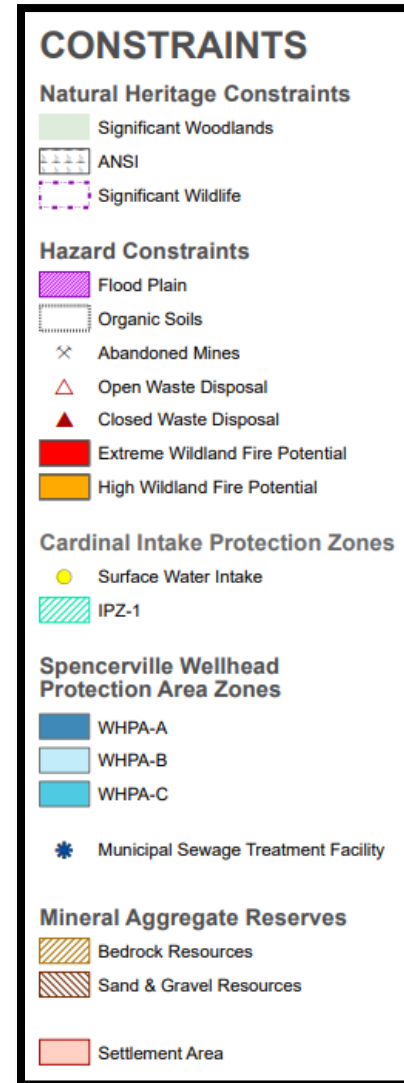 CONSTRAINTS
Natural Heritage Constraints
Significant Woodlands
ANSI
Significant Wildlife
Hazard Constraints
Flood Plain
Organic Soils
Abandoned Mines
Open Waste Disposal
Closed Waste Disposal
Extreme Wildland Fire Potential
High Wildland Fire Potential
Cardinal Intake Protection Zones
Surface Water Intake
IPZ-1
Spencerville Wellhead
Protection Area Zones
WHPA-A
WHPA-B
WHPA-C
Municipal Sewage Treatment Facility
Mineral Aggregate Reserves
Bedrock Resources
Sand & Gravel Resources
Settlement Area